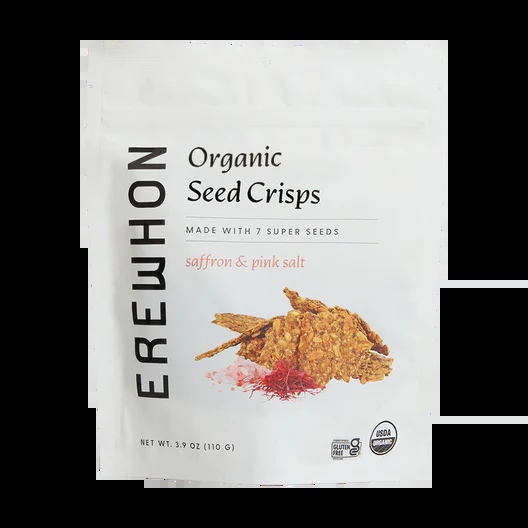 EREWHON
Organic
Seed Crisps
MADE WITH 7 SUPER SEEDS
saffron & pink salt
NET WT. 3.9 OZ (110 G)
CERTIFIED
GLUTEN
FREE
USDA
ORGANIC